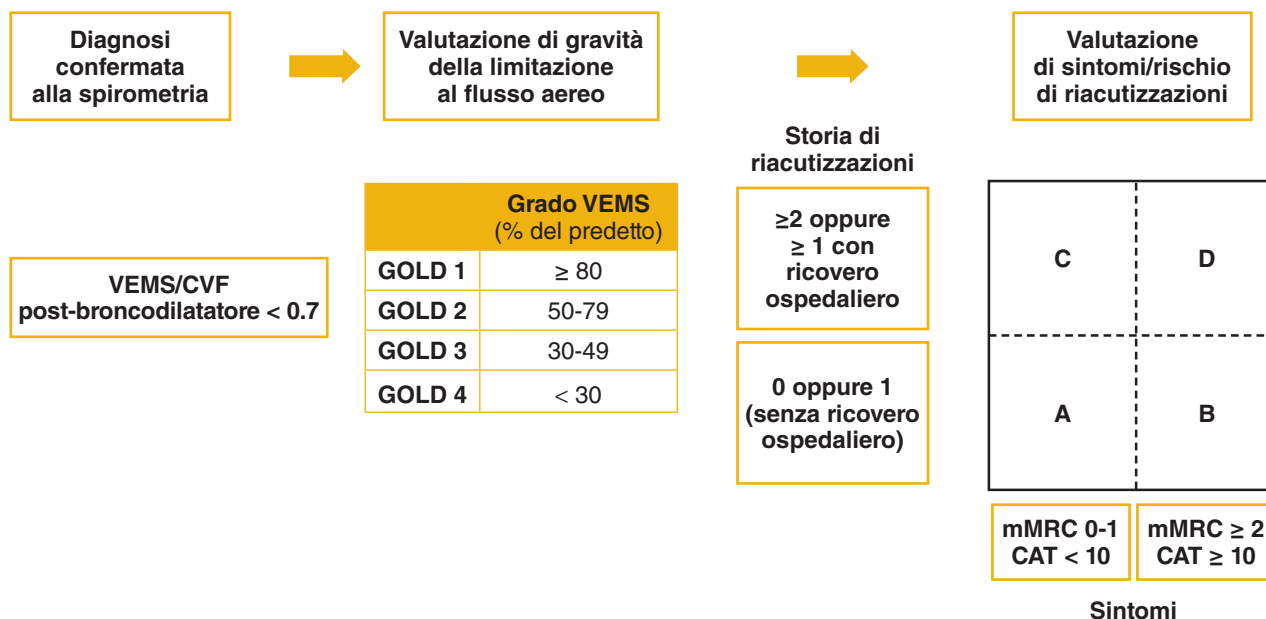 Diagnosi
confermata
alla spirometria
Valutazione di gravità
della limitazione
al flusso aereo
Valutazione
di sintomi/rischio
di riacutizzazioni
VEMS/CVF
post-broncodilatatore < 0.7
Grado VEMS
(% del predetto)
GOLD 1 ≥ 80
GOLD 2 50-79
GOLD 3 30-49
GOLD 4 < 30
Storia di
riacutizzazioni
≥2 oppure
≥ 1 con
ricovero
ospedaliero
0 oppure 1
(senza ricovero
ospedaliero)
C D
A B
mMRC 0-1
CAT < 10
mMRC ≥ 2
CAT ≥ 10
Sintomi